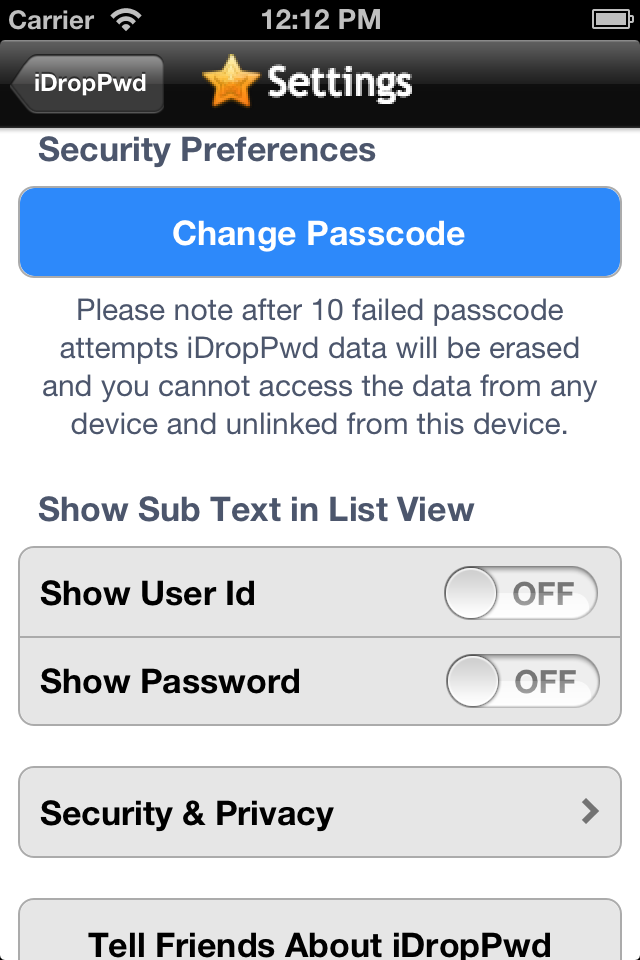 Carrier 12:12 PM
iDropPwd Settings
Security Preferences
Change Passcode
Please note after 10 failed passcode
attempts iDropPwd data will be erased
and you cannot access the data from any
device and unlinked from this device.
Show Sub Text in List View
Show User Id OFF
Show Password OFF
Security & Privacy
Tell Friends About iDropPwd